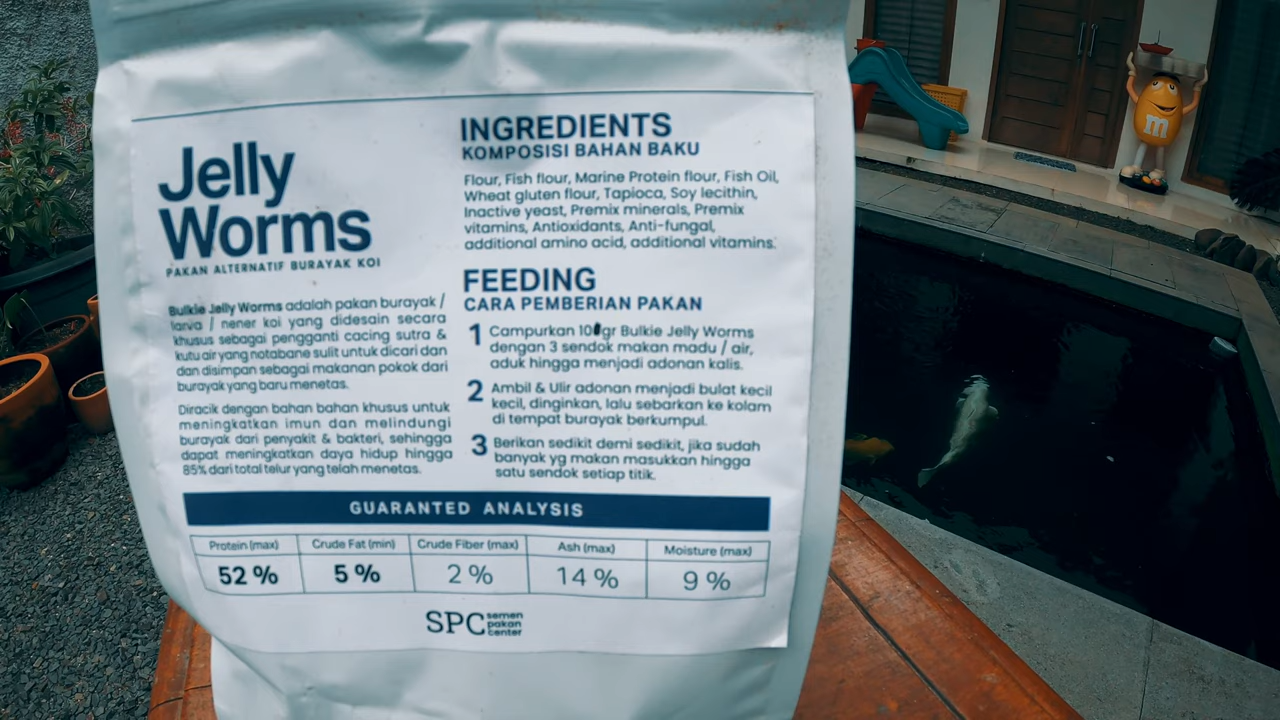 Jelly
Worms
PAKAN ALTERNATIF BURAYAK KOI
Bulkie Jelly Worms adalah pakan burayak /
larva / nener koi yang didesain secara
khusus sebagai pengganti cacing sutra &
kutu air yang notabane sulit untuk dicari dan
dan disimpan sebagai makanan pokok dari
burayak yang baru menetas.
Diracik dengan bahan bahan khusus untuk
meningkatkan imun dan melindungi
burayak dari penyakit & bakteri, sehingga
dapat meningkatkan daya hidup hingga
85% dari total telur yang telah menetas.
INGREDIENTS
KOMPOSISI BAHAN BAKU
Flour, Fish flour, Marine Protein flour, Fish Oil,
Wheat gluten flour, Tapioca, Soy lecithin,
Inactive yeast, Premix minerals, Premix
vitamins, Antioxidants, Anti-fungal,
additional amino acid, additional vitamins.
FEEDING
CARA PEMBERIAN PAKAN
1 Campurkan 100gr Bulkie Jelly Worms
dengan 3 sendok makan madu / air,
aduk hingga menjadi adonan kalis.
2 Ambil & Ulir adonan menjadi bulat kecil
kecil, dinginkan, lalu sebarkan ke kolam
di tempat burayak berkumpul.
3 Berikan sedikit demi sedikit, jika sudah
banyak yg makan masukkan hingga
satu sendok setiap titik.
GUARANTED ANALYSIS
Protein (max) Crude Fat (min) Crude Fiber (max) Ash (max) Moisture (max)
52 % 5 % 2 % 14 % 9 %
SPC semen
pakan
center
m